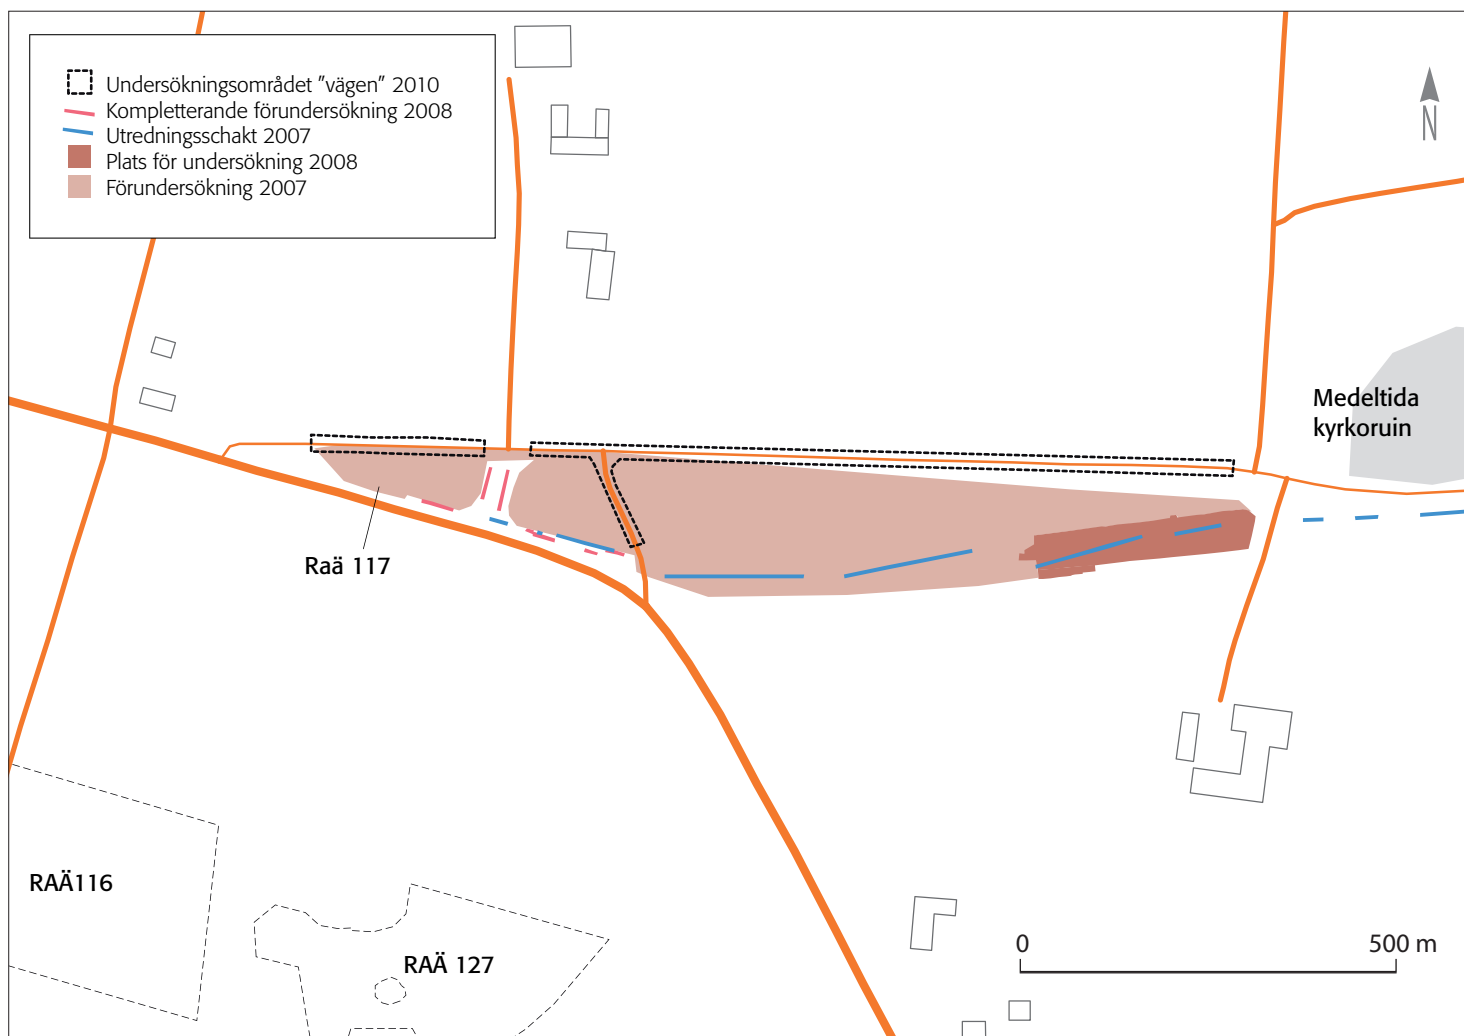 Undersökningsområdet ”vägen” 2010
Kompletterande förundersökning 2008
Utredningsschakt 2007
Plats för undersökning 2008
Förundersökning 2007
N
Medeltida
kyrkoruin
Raä 117
RAÄ116
RAÄ 127
0 500 m